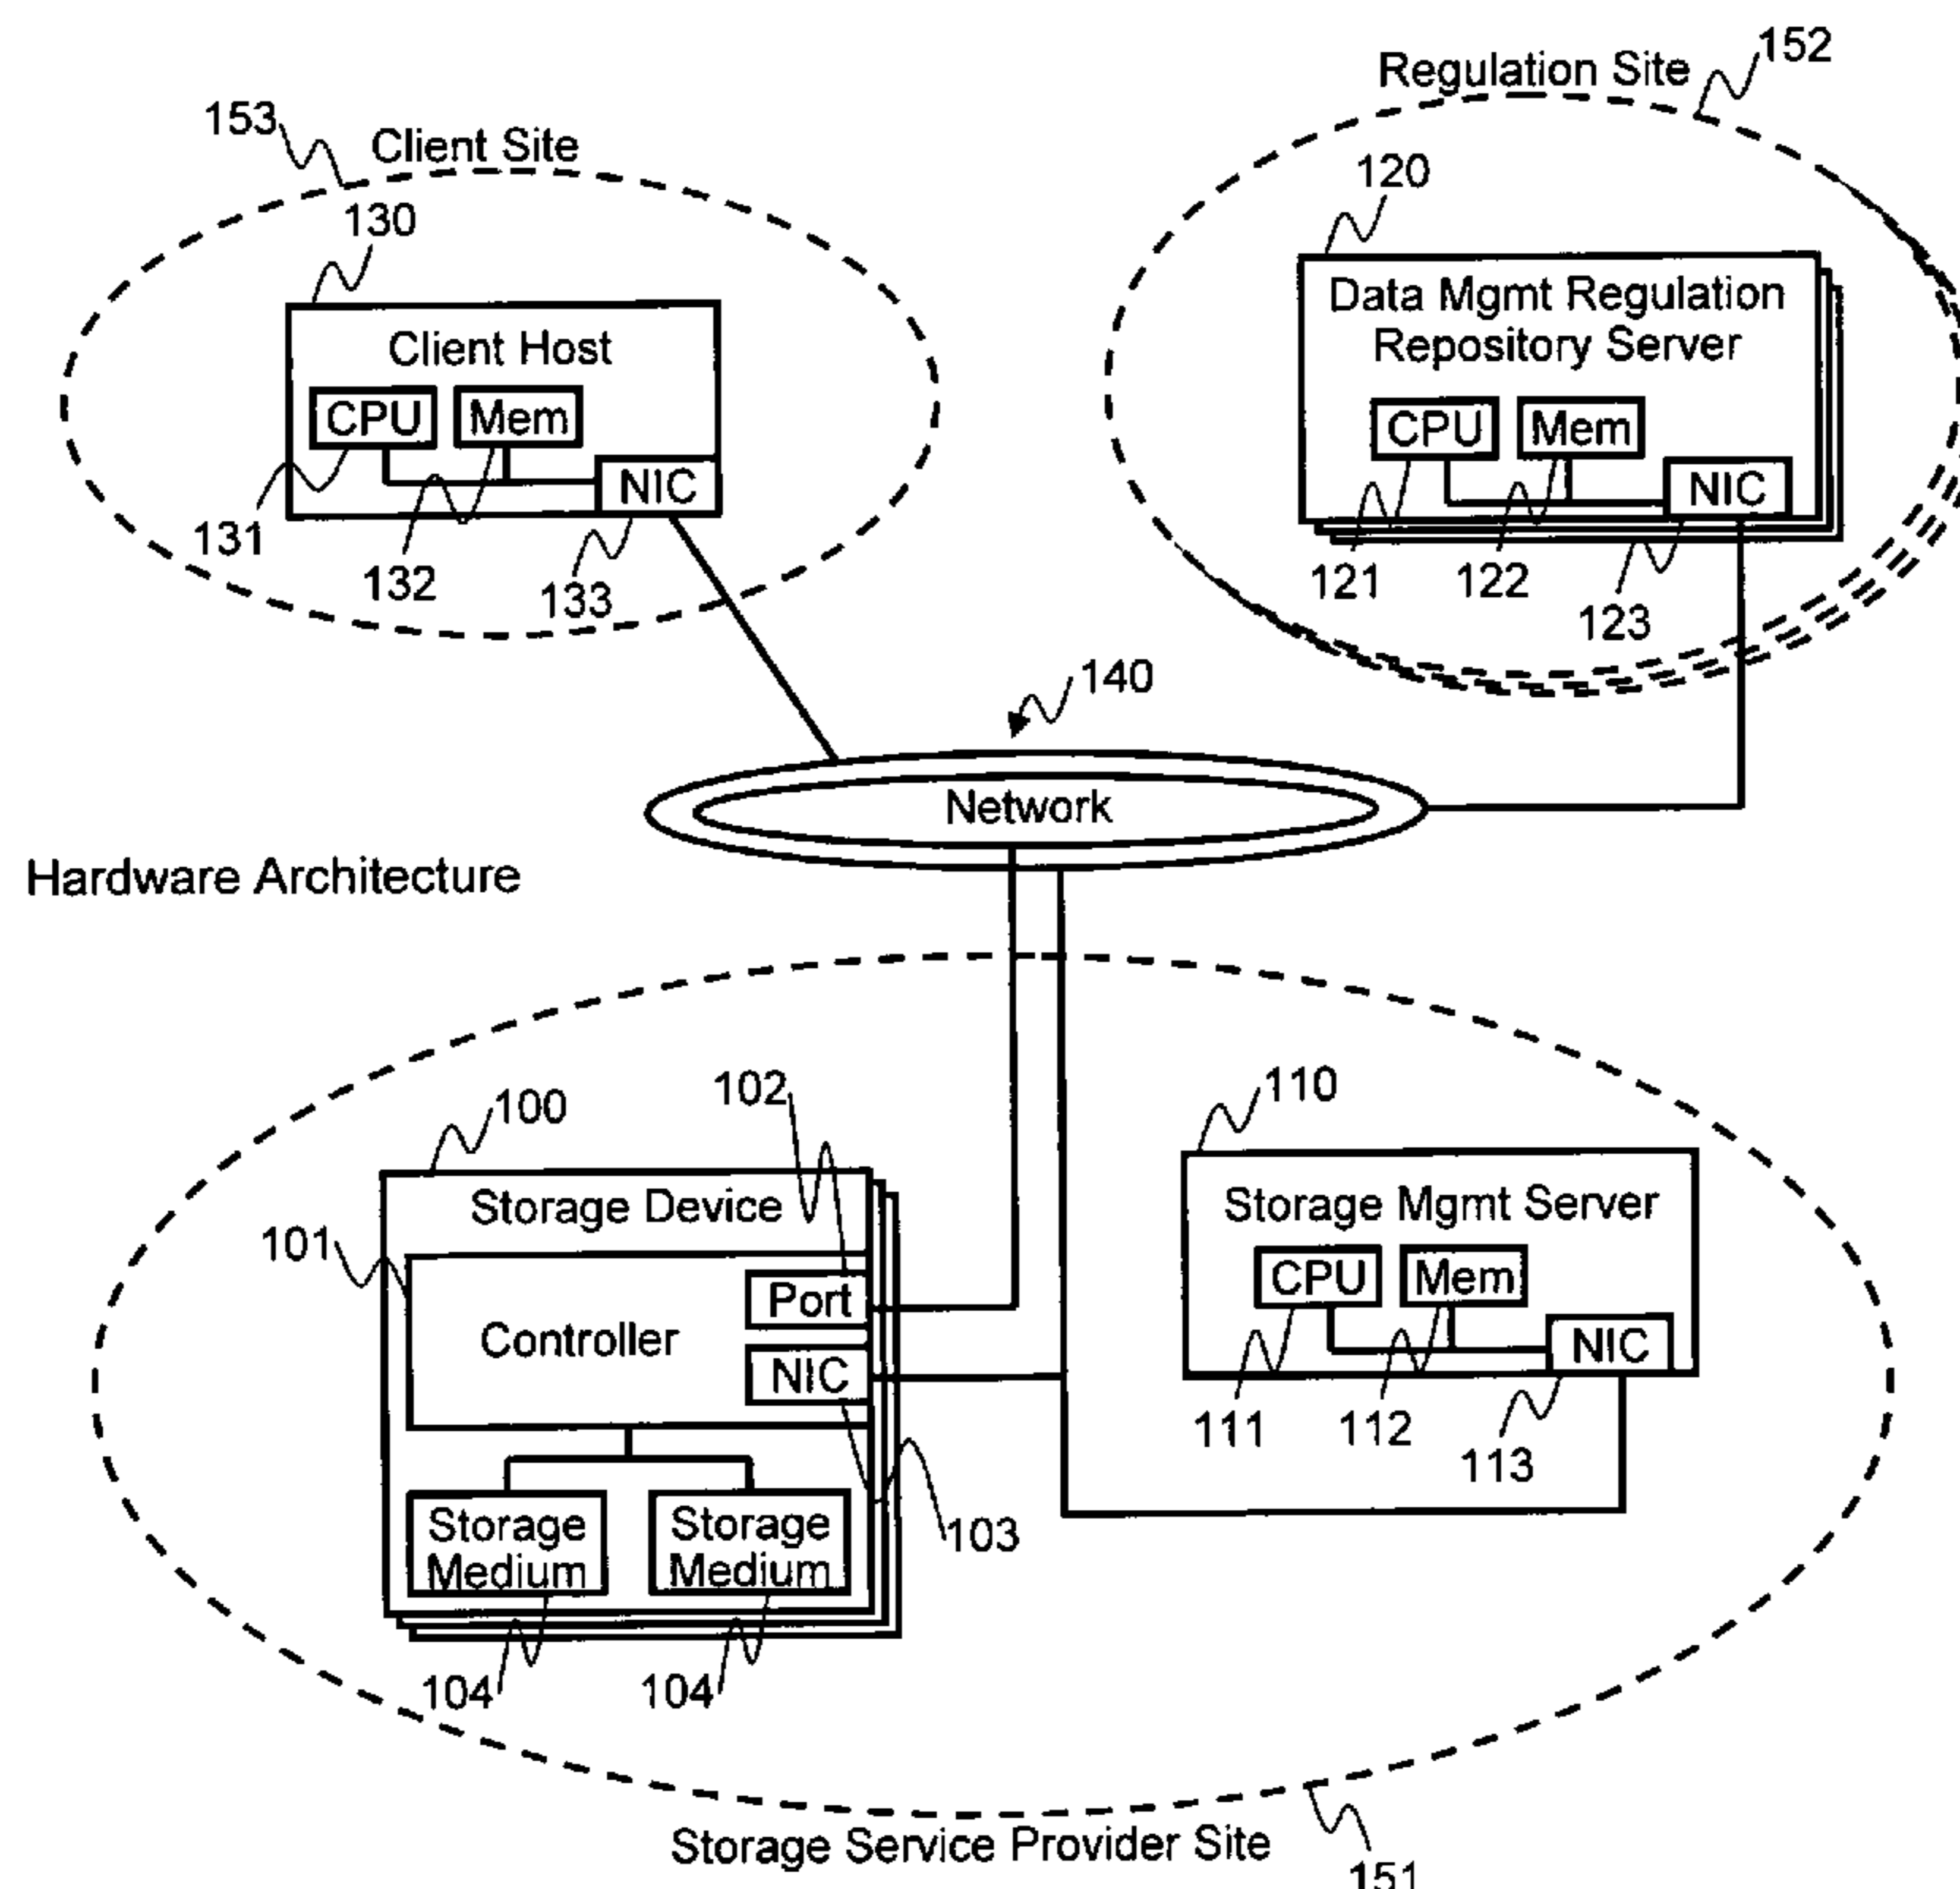 Regulation Site
152
153
Client Site
120
130
Data Mgmt Regulation
Repository Server
Client Host
CPU
Mem
NIC
CPU
Mem
NIC
131
132
133
121
122
123
140
Network
Hardware Architecture
102
110
100
Storage Device
Storage Mgmt Server
101
Port
CPU
Mem
Controller
NIC
NIC
111
112
113
Storage
Medium
Storage
Medium
103
104
104
Storage Service Provider Site
151